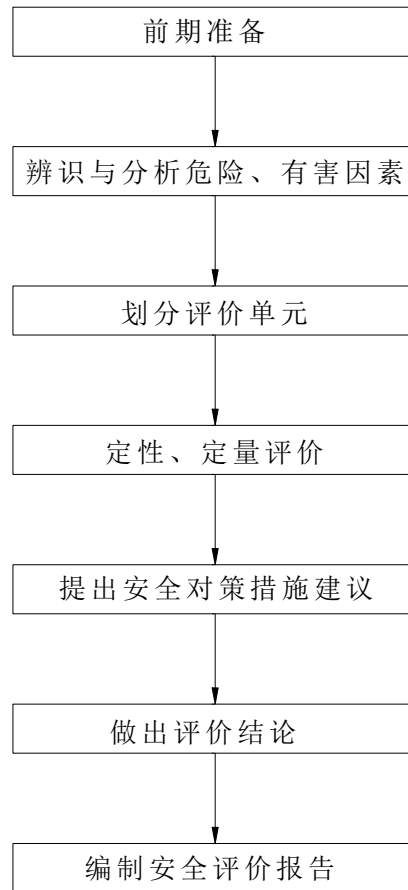 前期准备
辨识与分析危险、有害因素
划分评价单元
定性、定量评价
提出安全对策措施建议
做出评价结论
编制安全评价报告